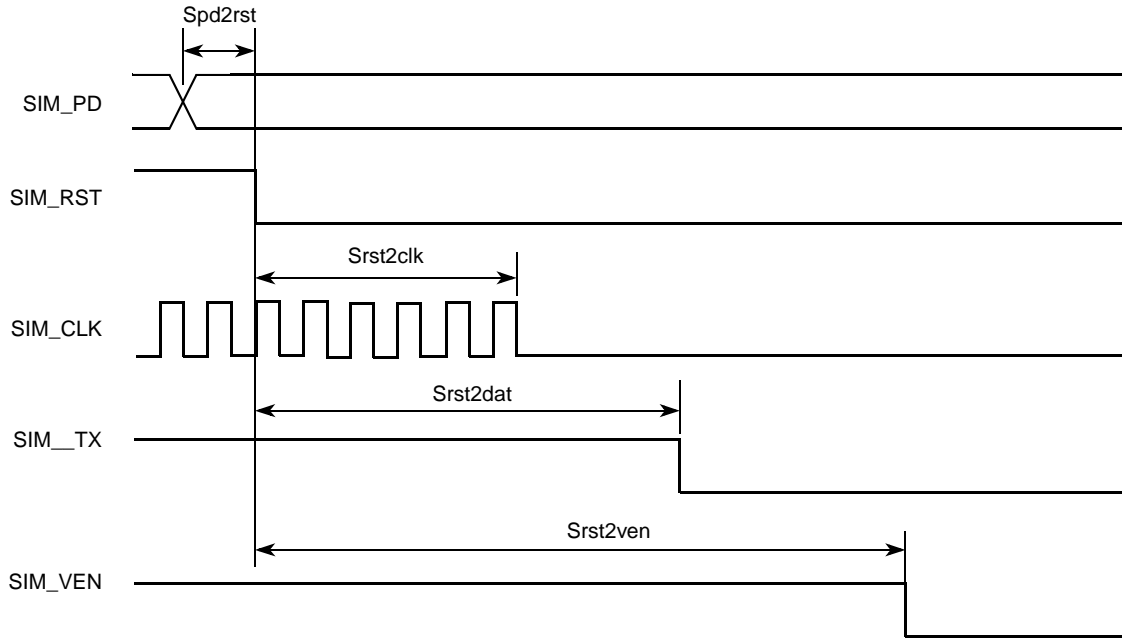 Spd2rst
SIM_PD
SIM_RST
Srst2clk
SIM_CLK
Srst2dat
SIM__TX
Srst2ven
SIM_VEN